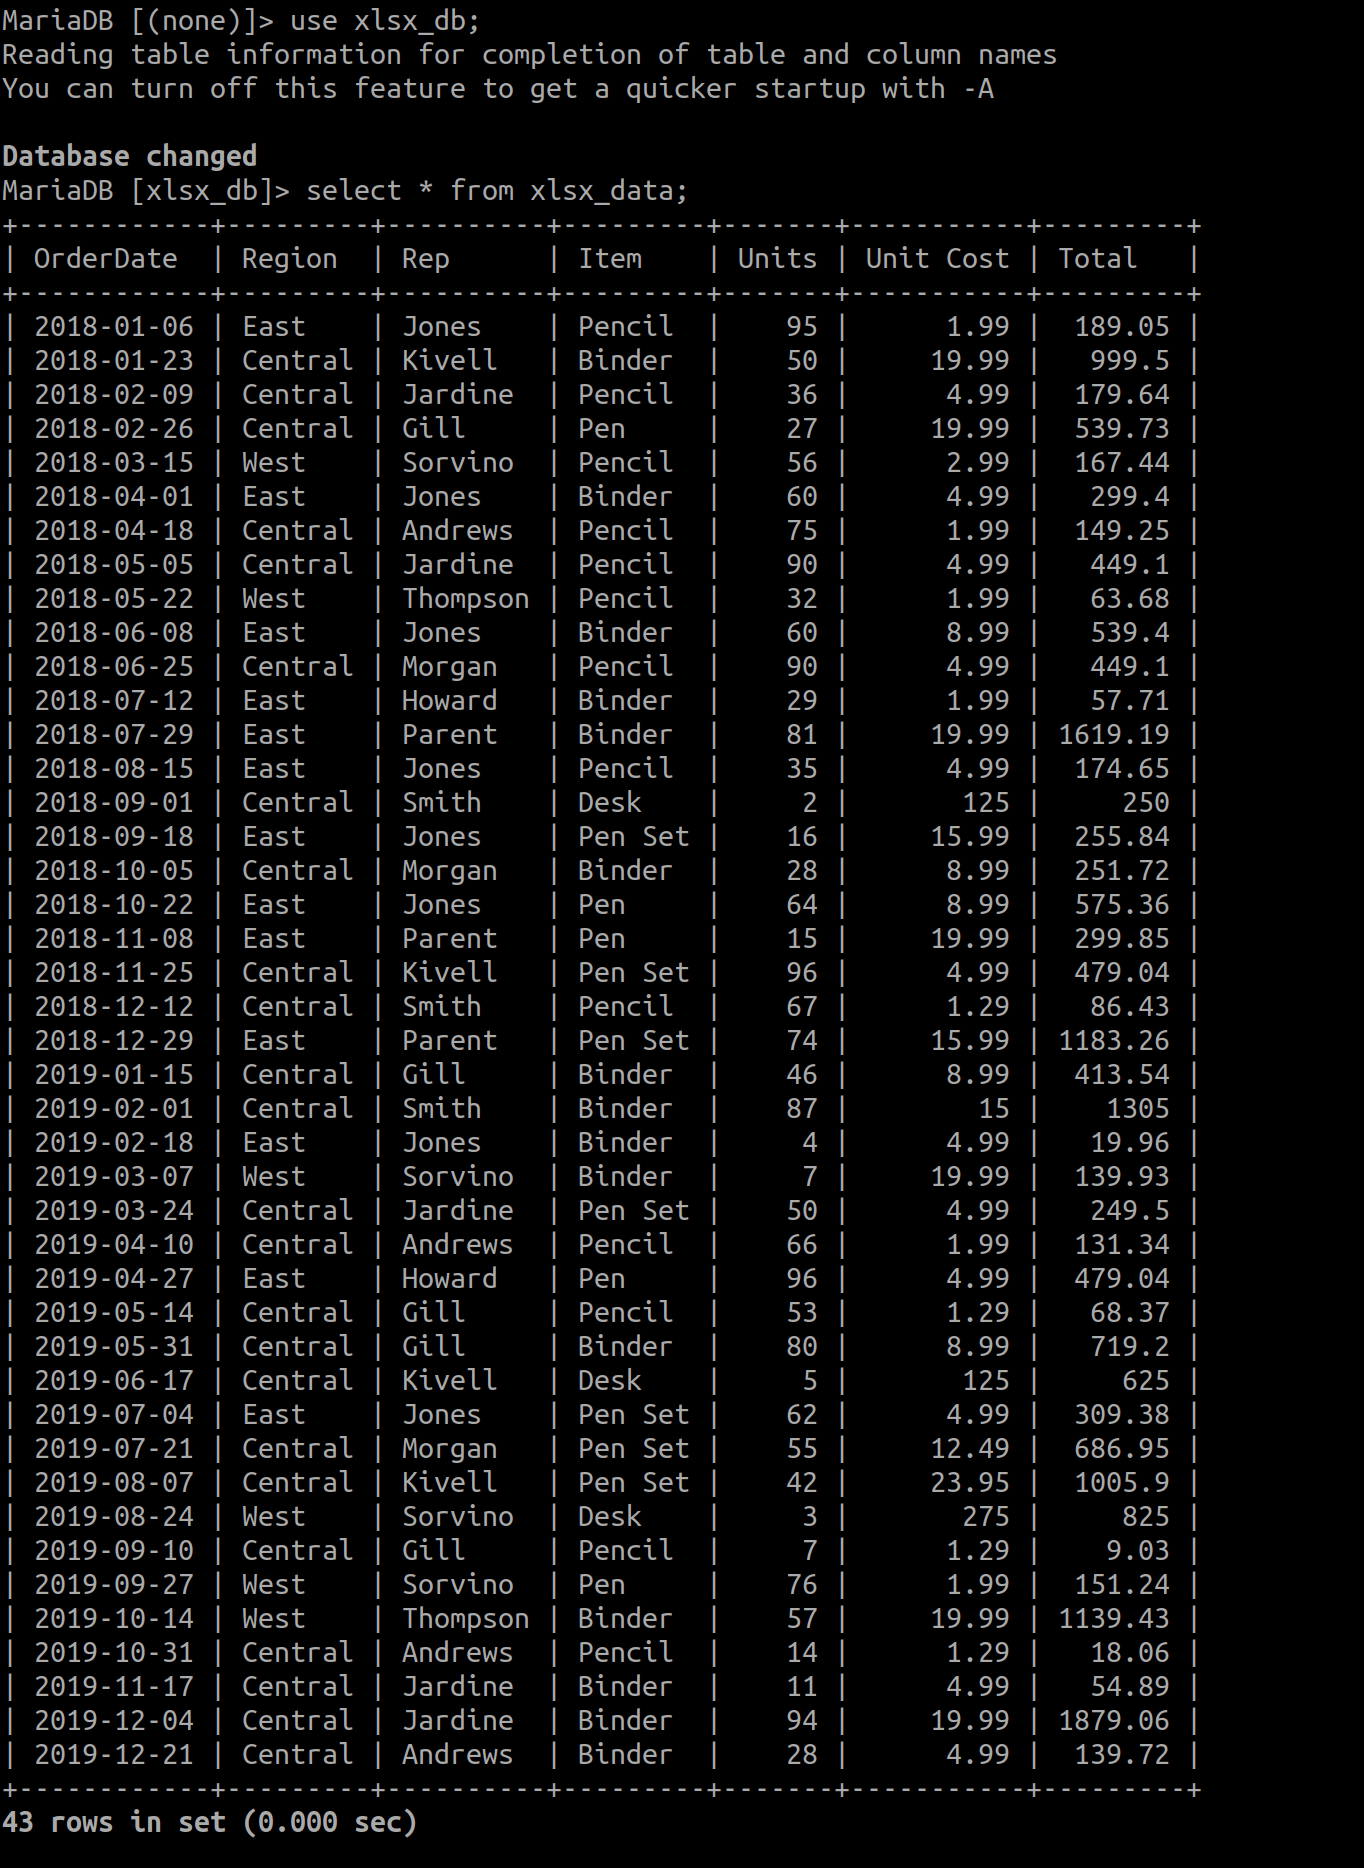 MariaDB [(none)]> use xlsx_db;
Reading table information for completion of table and column names
You can turn off this feature to get a quicker startup with -A

Database changed
MariaDB [xlsx_db]> select * from xlsx_data;
+------------+---------+----------+---------+-------+-----------+---------+
| OrderDate  | Region  | Rep      | Item    | Units | Unit Cost | Total   |
+------------+---------+----------+---------+-------+-----------+---------+
| 2018-01-06 | East    | Jones    | Pencil  |    95 |      1.99 |  189.05 |
| 2018-01-23 | Central | Kivell   | Binder  |    50 |     19.99 |   999.5 |
| 2018-02-09 | Central | Jardine  | Pencil  |    36 |      4.99 |  179.64 |
| 2018-02-26 | Central | Gill     | Pen     |    27 |     19.99 |  539.73 |
| 2018-03-15 | West    | Sorvino  | Pencil  |    56 |      2.99 |  167.44 |
| 2018-04-01 | East    | Jones    | Binder  |    60 |      4.99 |   299.4 |
| 2018-04-18 | Central | Andrews  | Pencil  |    75 |      1.99 |  149.25 |
| 2018-05-05 | Central | Jardine  | Pencil  |    90 |      4.99 |   449.1 |
| 2018-05-22 | West    | Thompson | Pencil  |    32 |      1.99 |   63.68 |
| 2018-06-08 | East    | Jones    | Binder  |    60 |      8.99 |   539.4 |
| 2018-06-25 | Central | Morgan   | Pencil  |    90 |      4.99 |   449.1 |
| 2018-07-12 | East    | Howard   | Binder  |    29 |      1.99 |   57.71 |
| 2018-07-29 | East    | Parent   | Binder  |    81 |     19.99 | 1619.19 |
| 2018-08-15 | East    | Jones    | Pencil  |    35 |      4.99 |  174.65 |
| 2018-09-01 | Central | Smith    | Desk    |     2 |       125 |     250 |
| 2018-09-18 | East    | Jones    | Pen Set |    16 |     15.99 |  255.84 |
| 2018-10-05 | Central | Morgan   | Binder  |    28 |      8.99 |  251.72 |
| 2018-10-22 | East    | Jones    | Pen     |    64 |      8.99 |  575.36 |
| 2018-11-08 | East    | Parent   | Pen     |    15 |     19.99 |  299.85 |
| 2018-11-25 | Central | Kivell   | Pen Set |    96 |      4.99 |  479.04 |
| 2018-12-12 | Central | Smith    | Pencil  |    67 |      1.29 |   86.43 |
| 2018-12-29 | East    | Parent   | Pen Set |    74 |     15.99 | 1183.26 |
| 2019-01-15 | Central | Gill     | Binder  |    46 |      8.99 |  413.54 |
| 2019-02-01 | Central | Smith    | Binder  |    87 |        15 |    1305 |
| 2019-02-18 | East    | Jones    | Binder  |     4 |      4.99 |   19.96 |
| 2019-03-07 | West    | Sorvino  | Binder  |     7 |     19.99 |  139.93 |
| 2019-03-24 | Central | Jardine  | Pen Set |    50 |      4.99 |   249.5 |
| 2019-04-10 | Central | Andrews  | Pencil  |    66 |      1.99 |  131.34 |
| 2019-04-27 | East    | Howard   | Pen     |    96 |      4.99 |  479.04 |
| 2019-05-14 | Central | Gill     | Pencil  |    53 |      1.29 |   68.37 |
| 2019-05-31 | Central | Gill     | Binder  |    80 |      8.99 |   719.2 |
| 2019-06-17 | Central | Kivell   | Desk    |     5 |       125 |     625 |
| 2019-07-04 | East    | Jones    | Pen Set |    62 |      4.99 |  309.38 |
| 2019-07-21 | Central | Morgan   | Pen Set |    55 |     12.49 |  686.95 |
| 2019-08-07 | Central | Kivell   | Pen Set |    42 |     23.95 |  1005.9 |
| 2019-08-24 | West    | Sorvino  | Desk    |     3 |       275 |     825 |
| 2019-09-10 | Central | Gill     | Pencil  |     7 |      1.29 |    9.03 |
| 2019-09-27 | West    | Sorvino  | Pen     |    76 |      1.99 |  151.24 |
| 2019-10-14 | West    | Thompson | Binder  |    57 |     19.99 | 1139.43 |
| 2019-10-31 | Central | Andrews  | Pencil  |    14 |      1.29 |   18.06 |
| 2019-11-17 | Central | Jardine  | Binder  |    11 |      4.99 |   54.89 |
| 2019-12-04 | Central | Jardine  | Binder  |    94 |     19.99 | 1879.06 |
| 2019-12-21 | Central | Andrews  | Binder  |    28 |      4.99 |  139.72 |
+------------+---------+----------+---------+-------+-----------+---------+
43 rows in set (0.000 sec)